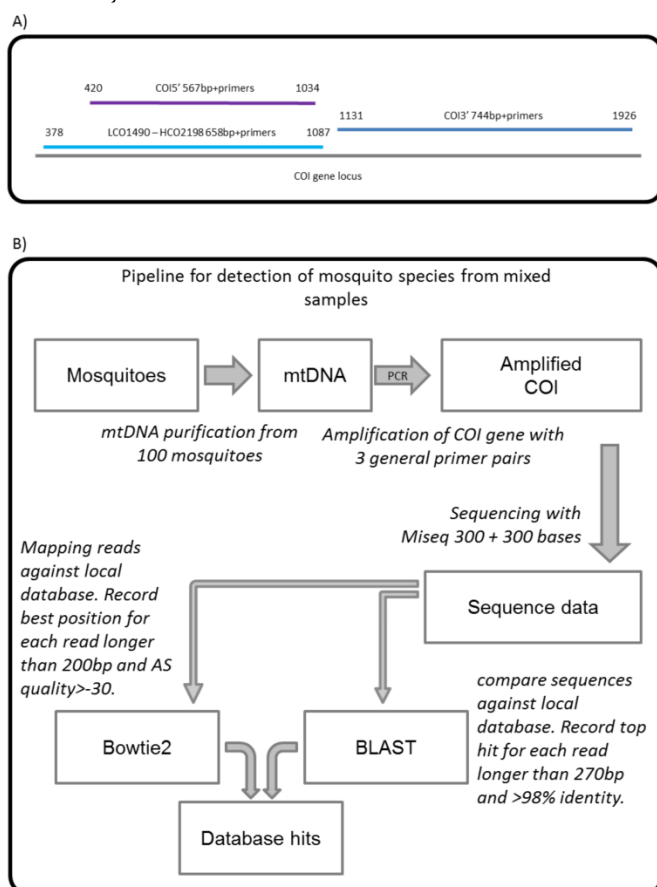 A)
420 COI5' 567bp+primers 1034
1131 COI3' 744bp+primers 1926
378 LCO1490 – HCO2198 658bp+primers 1087
COI gene locus
B)
Pipeline for detection of mosquito species from mixed
samples
Mosquitoes
mtDNA
PCR
Amplified
COI
mtDNA purification from
100 mosquitoes
Amplification of COI gene with
3 general primer pairs
Sequencing with
Miseq 300 + 300 bases
Mapping reads
against local
database. Record
best position for
each read longer
than 200bp and AS
quality>-30.
Sequence data
compare sequences
against local
database. Record top
hit for each read
longer than 270bp
and >98% identity.
Bowtie2
BLAST
Database hits